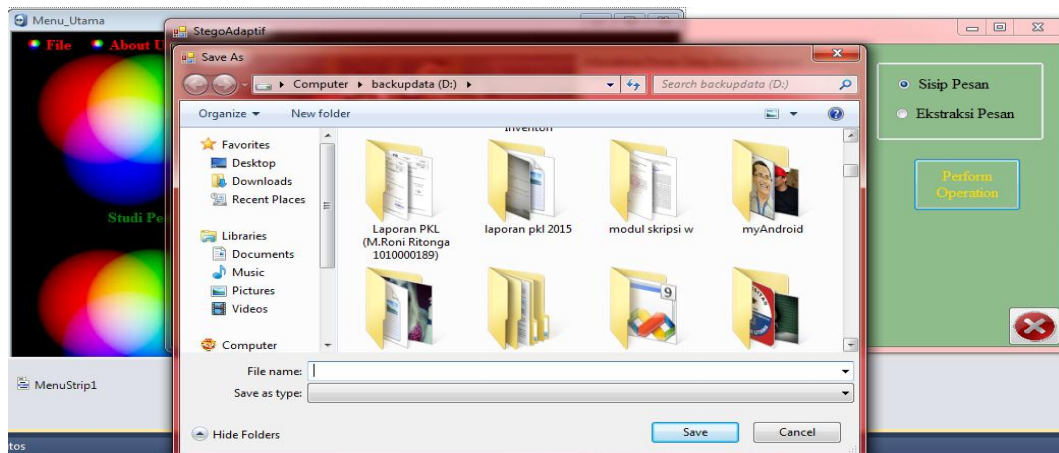 Menu_Utama
File About U
Studi Pe
MenuStrip1
tos
StegoAdaptif
Save As
Computer backupdata (D:)
Search backupdata (D:)
Organize New folder
Favorites
Desktop
Downloads
Recent Places
Libraries
Documents
Music
Pictures
Videos
Computer
Inventori
Laporan PKL
(M.Roni Ritonga
1010000189)
laporan pkl 2015
modul skripsi w
myAndroid
9
File name:
Save as type:
Hide Folders
Save Cancel
Sisip Pesan
Ekstraksi Pesan
Perform
Operation